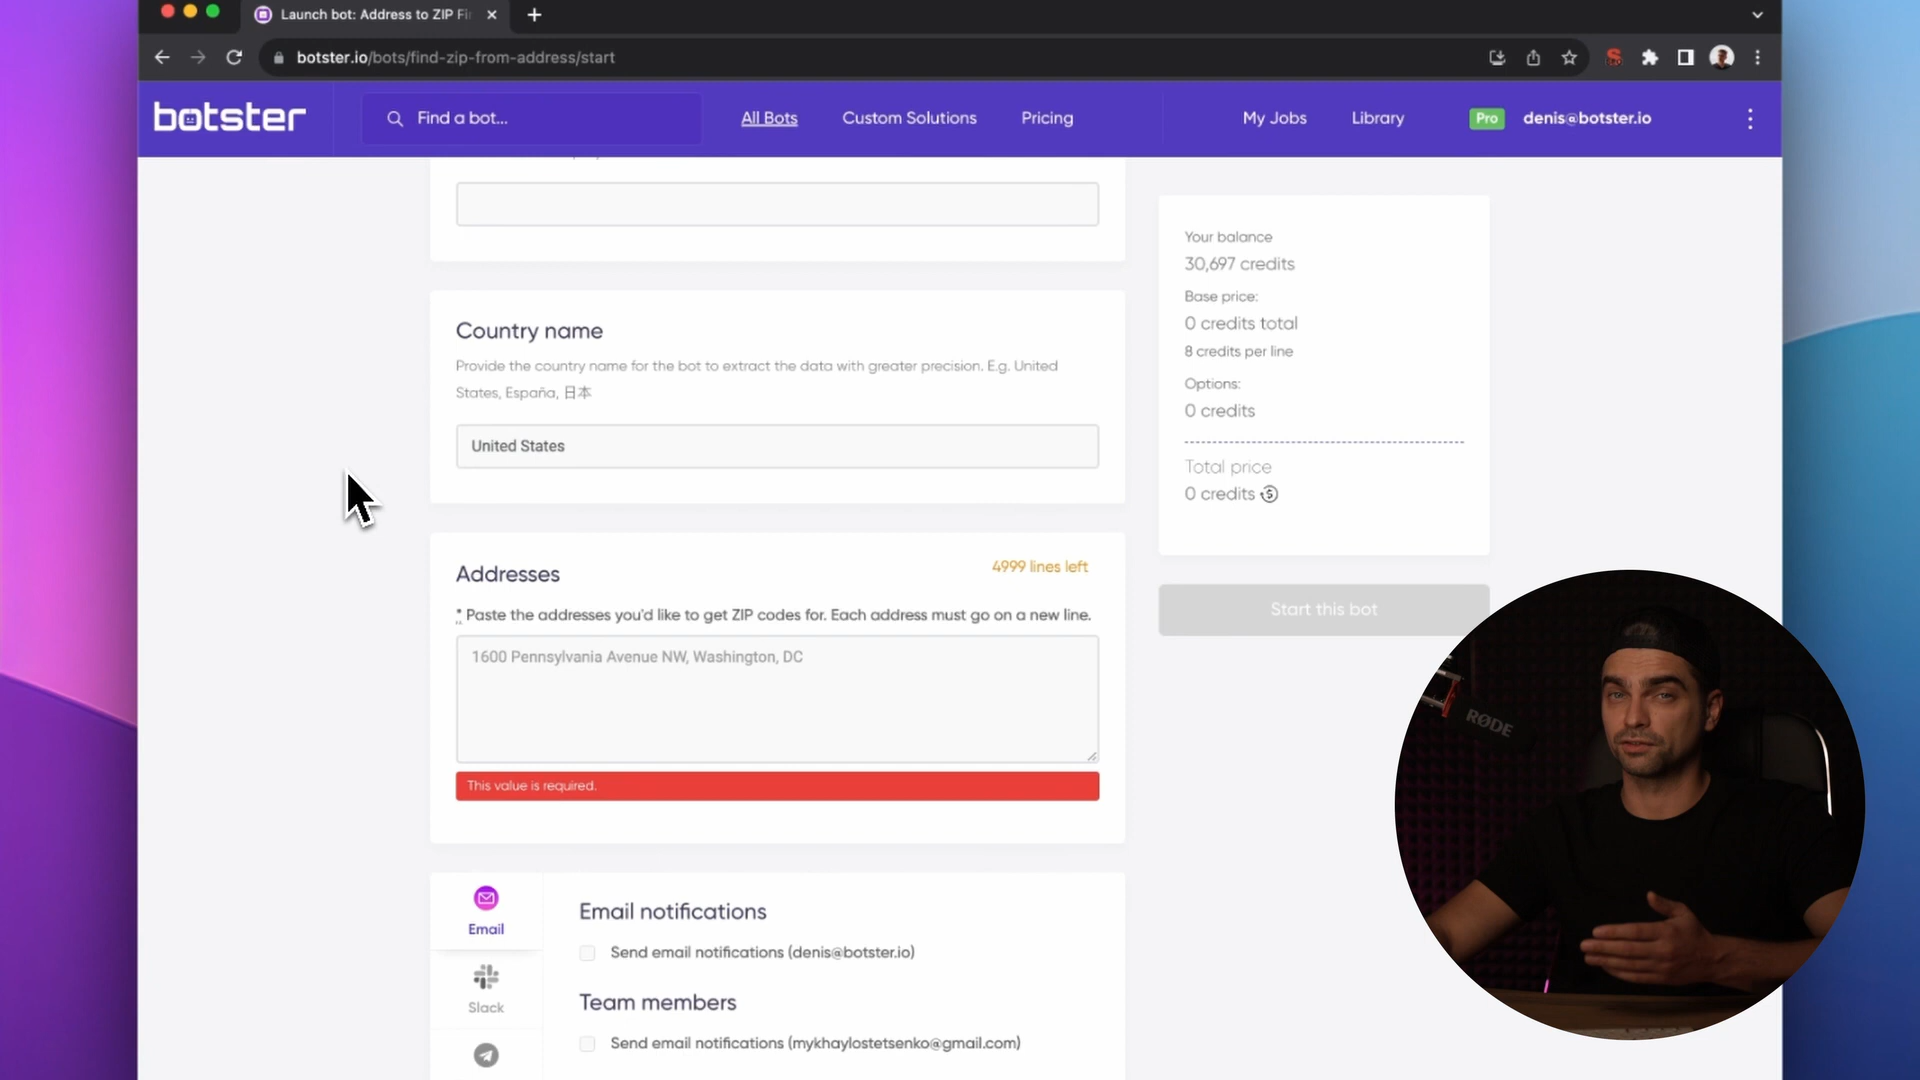 Launch bot: Address to ZIP Fi
botster.io/bots/find-zip-from-address/start
botster
Find a bot...
All Bots
Custom Solutions
Pricing
My Jobs
Library
Pro
denis@botster.io
Country name
Provide the country name for the bot to extract the data with greater precision. E.g. United
States, España, 日本
United States
Addresses
4999 lines left
* Paste the addresses you'd like to get ZIP codes for. Each address must go on a new line.
1600 Pennsylvania Avenue NW, Washington, DC
This value is required.
Email
Slack
Email notifications
Send email notifications (denis@botster.io)
Team members
Send email notifications (mykhaylostetsenko@gmail.com)
Your balance
30,697 credits
Base price:
0 credits total
8 credits per line
Options:
0 credits
Total price
0 credits
Start this bot
RØDE